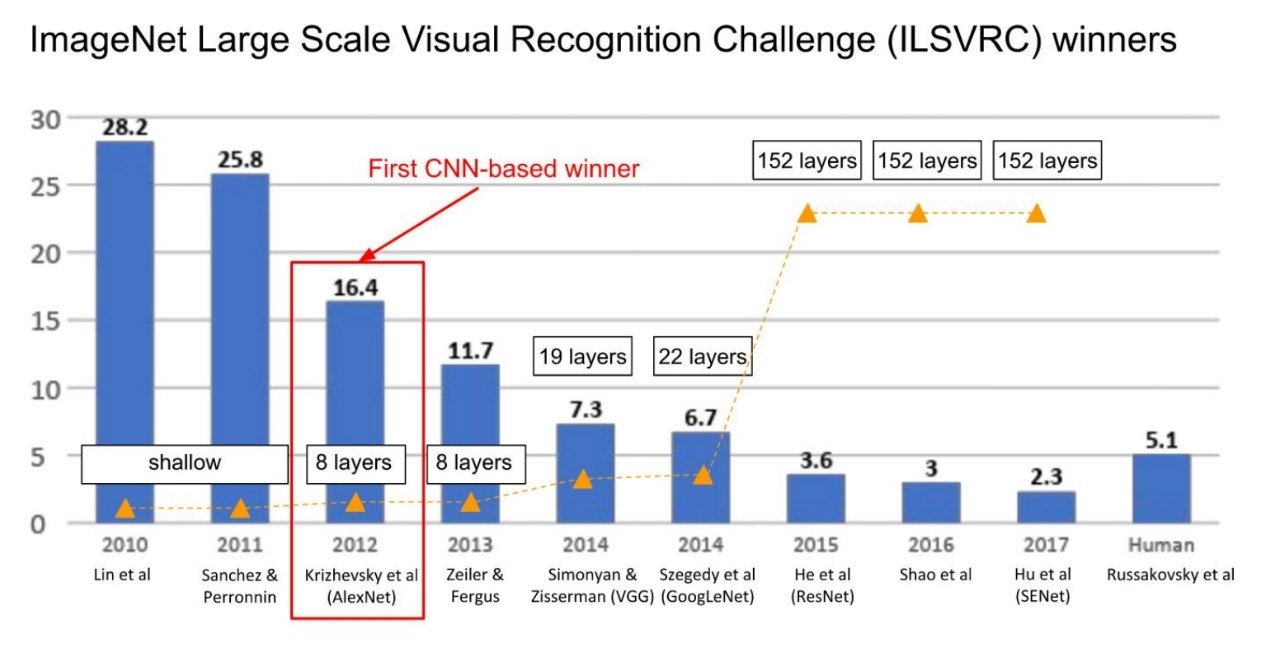 ImageNet Large Scale Visual Recognition Challenge (ILSVRC) winners
30
25
20
15
10
5
0
28.2
25.8
16.4
11.7
7.3
6.7
3.6
3
2.3
5.1
First CNN-based winner
shallow
8 layers
8 layers
19 layers
22 layers
152 layers
152 layers
152 layers
2010
Lin et al
2011
Sanchez &
Perronnin
2012
Krizhevsky et al
(AlexNet)
2013
Zeiler &
Fergus
2014
Simonyan &
Zisserman (VGG)
2014
Szegedy et al
(GoogLeNet)
2015
He et al
(ResNet)
2016
Shao et al
2017
Hu et al
(SENet)
Human
Russakovsky et al